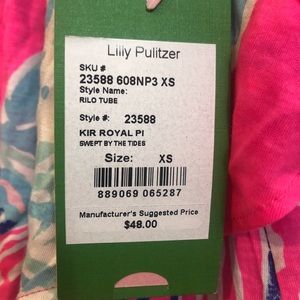 Lilly Pulitzer
SKU #
23588 608NP3 XS
Style Name:
RILO TUBE
Style #: 23588
KIR ROYAL PI
SWEPT BY THE TIDES
Size: XS
889069 065287
Manufacturer's Suggested Price
$48.00